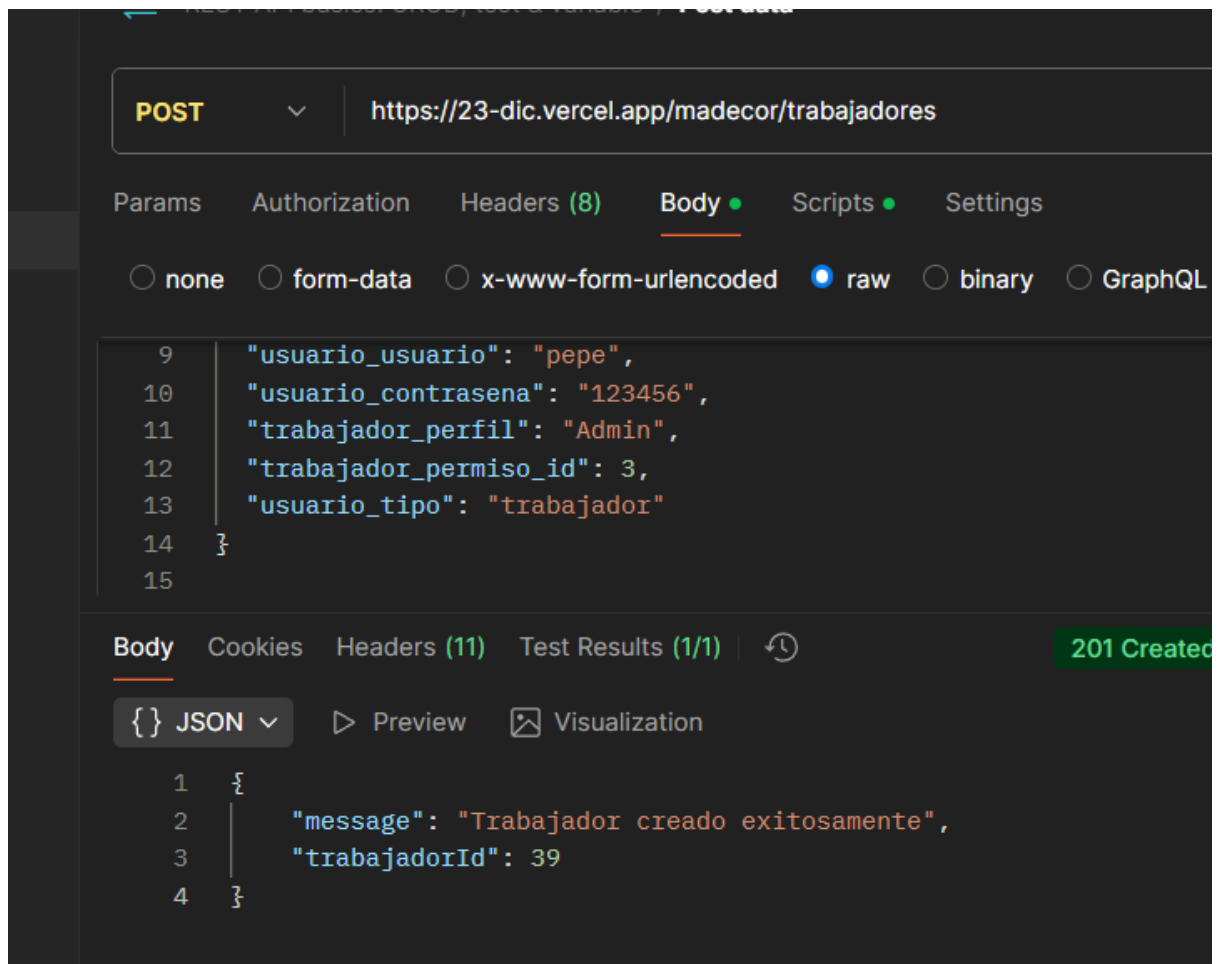 Post data
POST https://23-dic.vercel.app/madecor/trabajadores
Params Authorization Headers (8) Body Scripts Settings
none form-data x-www-form-urlencoded raw binary GraphQL
9 "usuario_usuario": "pepe",
10 "usuario_contrasena": "123456",
11 "trabajador_perfil": "Admin",
12 "trabajador_permiso_id": 3,
13 "usuario_tipo": "trabajador"
14 }
15
Body Cookies Headers (11) Test Results (1/1) 201 Created
{} JSON Preview Visualization
1 {
2 "message": "Trabajador creado exitosamente",
3 "trabajadorId": 39
4 }